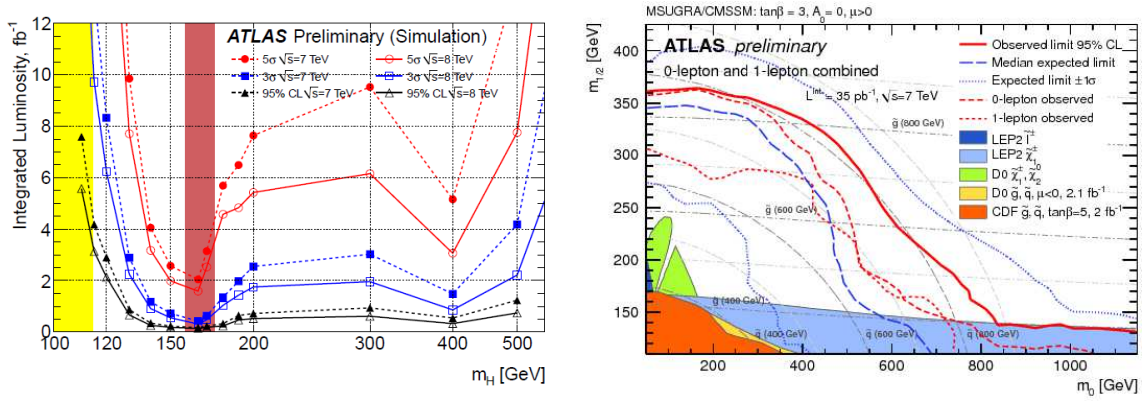 ATLAS Preliminary (Simulation)
5σ √s=7 TeV
5σ √s=8 TeV
3σ √s=7 TeV
3σ √s=8 TeV
95% CL √s=7 TeV
95% CL √s=8 TeV
Integrated Luminosity, fb⁻¹
12
10
8
6
4
2
0
100
120
150
200
300
400
500
m_H [GeV]
MSUGRA/CMSSM: tanβ = 3, A₀ = 0, μ>0
ATLAS preliminary
0-lepton and 1-lepton combined
L^int = 35 pb⁻¹, √s=7 TeV
Observed limit 95% CL
Median expected limit
Expected limit ±1σ
0-lepton observed
1-lepton observed
LEP2 l̃±
LEP2 χ̃₁±
D0 χ̃₁±, χ̃₂⁰
D0 g̃, q̃, μ<0, 2.1 fb⁻¹
CDF g̃, q̃, tanβ=5, 2 fb⁻¹
g̃ (800 GeV)
g̃ (600 GeV)
g̃ (400 GeV)
q̃ (400 GeV)
q̃ (600 GeV)
q̃ (800 GeV)
m₁/₂ [GeV]
400
350
300
250
200
150
200
400
600
800
1000
m₀ [GeV]